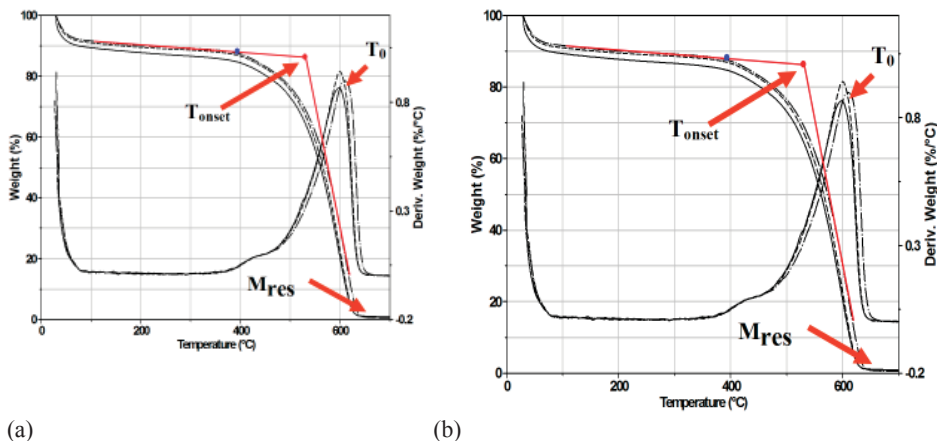 100
80
60
40
20
0
Weight (%)
0
200
400
600
Temperature (°C)
0.8
0.3
-0.2
Deriv. Weight (%/°C)
T0
Tonset
Mres
(a)
100
80
60
40
20
0
Weight (%)
0
200
400
600
Temperature (°C)
0.8
0.3
-0.2
Deriv. Weight (%/°C)
T0
Tonset
Mres
(b)